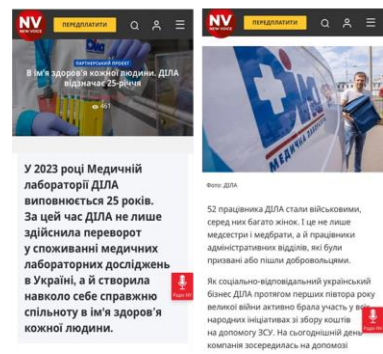 NV
NEW VOICE
ПЕРЕДПЛАТИТИ
ПАРТНЕРСЬКИЙ ПРОЄКТ
В ім'я здоров'я кожної людини. ДІЛА
відзначає 25-річчя
461
У 2023 році Медичній
лабораторії ДІЛА
виповнюється 25 років.
За цей час ДІЛА не лише
здійснила переворот
у споживанні медичних
лабораторних досліджень
в Україні, а й створила
навколо себе справжню
спільноту в ім'я здоров'я
кожної людини.
Радіо NV
NV
NEW VOICE
ПЕРЕДПЛАТИТИ
МЕДИЧНА ЛАБОРАТОРІЯ
Фото: ДІЛА
52 працівника ДІЛА стали військовими,
серед них багато жінок. І це не лише
медсестри і медбрати, а й працівники
адміністративних відділів, які були
призвані або пішли добровольцями.
Як соціально-відповідальний український
бізнес ДІЛА протягом перших півтора року
великої війни активно брала участь у всіх
народних ініціативах зі збору коштів
на допомогу ЗСУ. На сьогоднішній день
компанія зосередилась на допомозі
Радіо NV